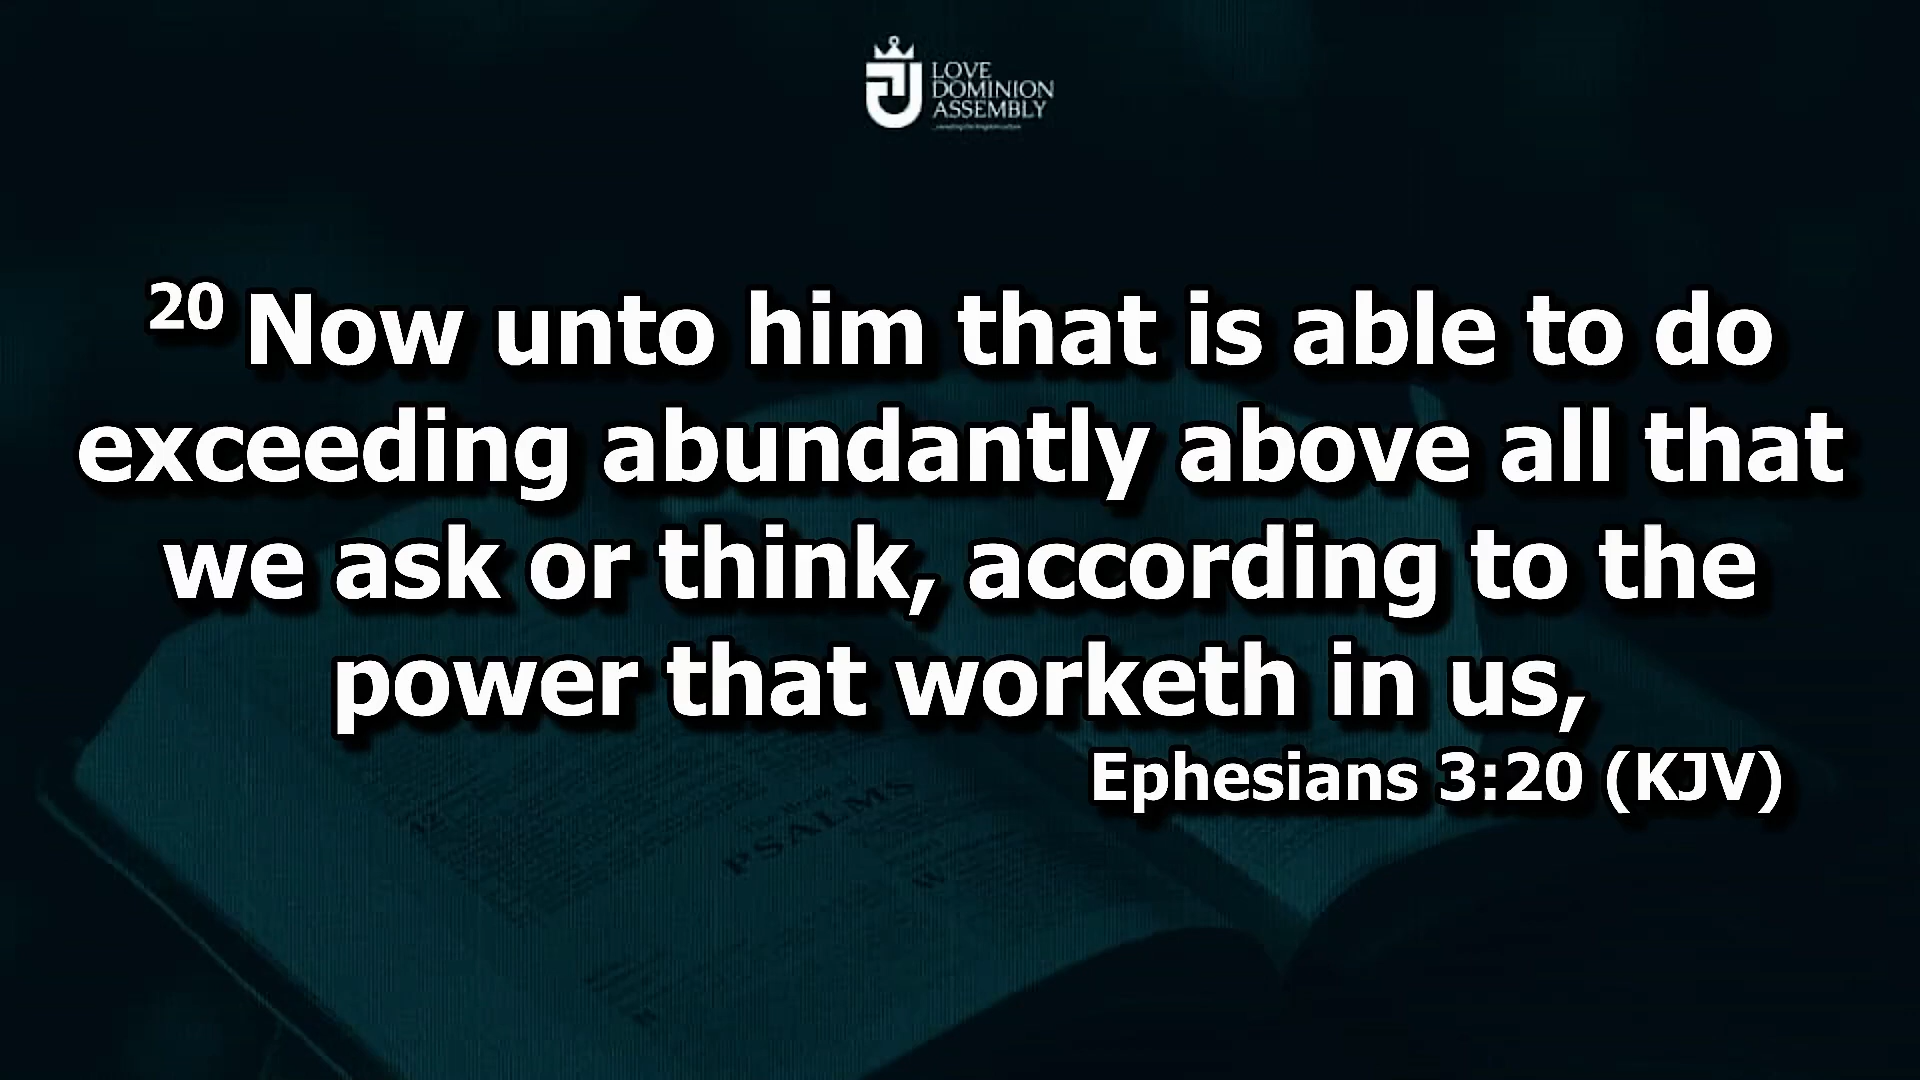 LOVE
DOMINION
ASSEMBLY
20 Now unto him that is able to do
exceeding abundantly above all that
we ask or think, according to the
power that worketh in us,
Ephesians 3:20 (KJV)
PSALMS